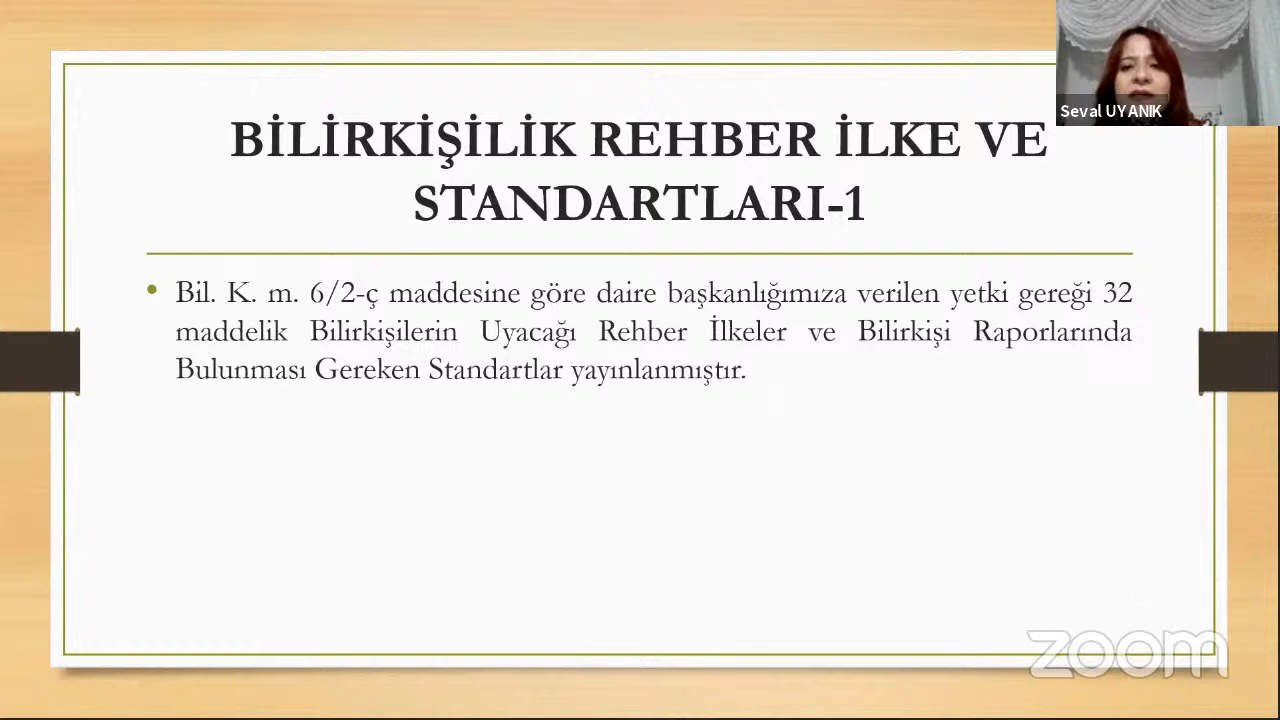 Seval UYANIK
BİLİRKİŞİLİK REHBER İLKE VE
STANDARTLARI-1
• Bil. K. m. 6/2-ç maddesine göre daire başkanlığımıza verilen yetki gereği 32
maddelik Bilirkişilerin Uyacağı Rehber İlkeler ve Bilirkişi Raporlarında
Bulunması Gereken Standartlar yayınlanmıştır.
zoom